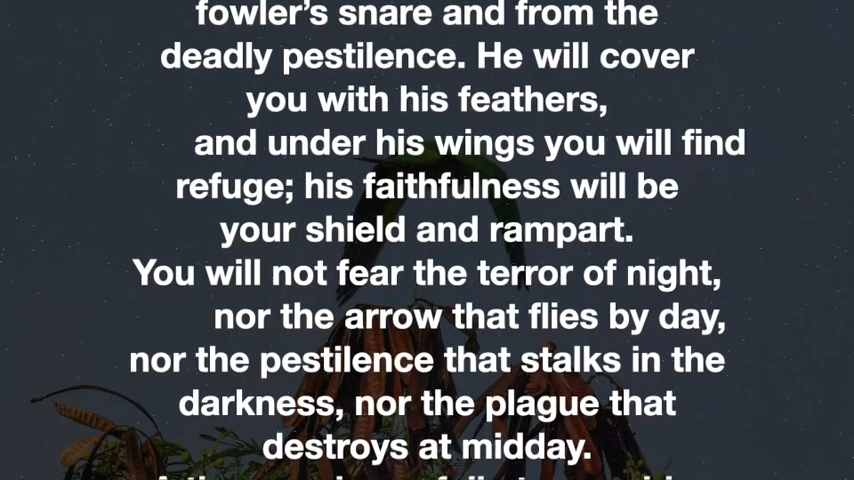 fowler’s snare and from the
deadly pestilence. He will cover
you with his feathers,
and under his wings you will find
refuge; his faithfulness will be
your shield and rampart.
You will not fear the terror of night,
nor the arrow that flies by day,
nor the pestilence that stalks in the
darkness, nor the plague that
destroys at midday.